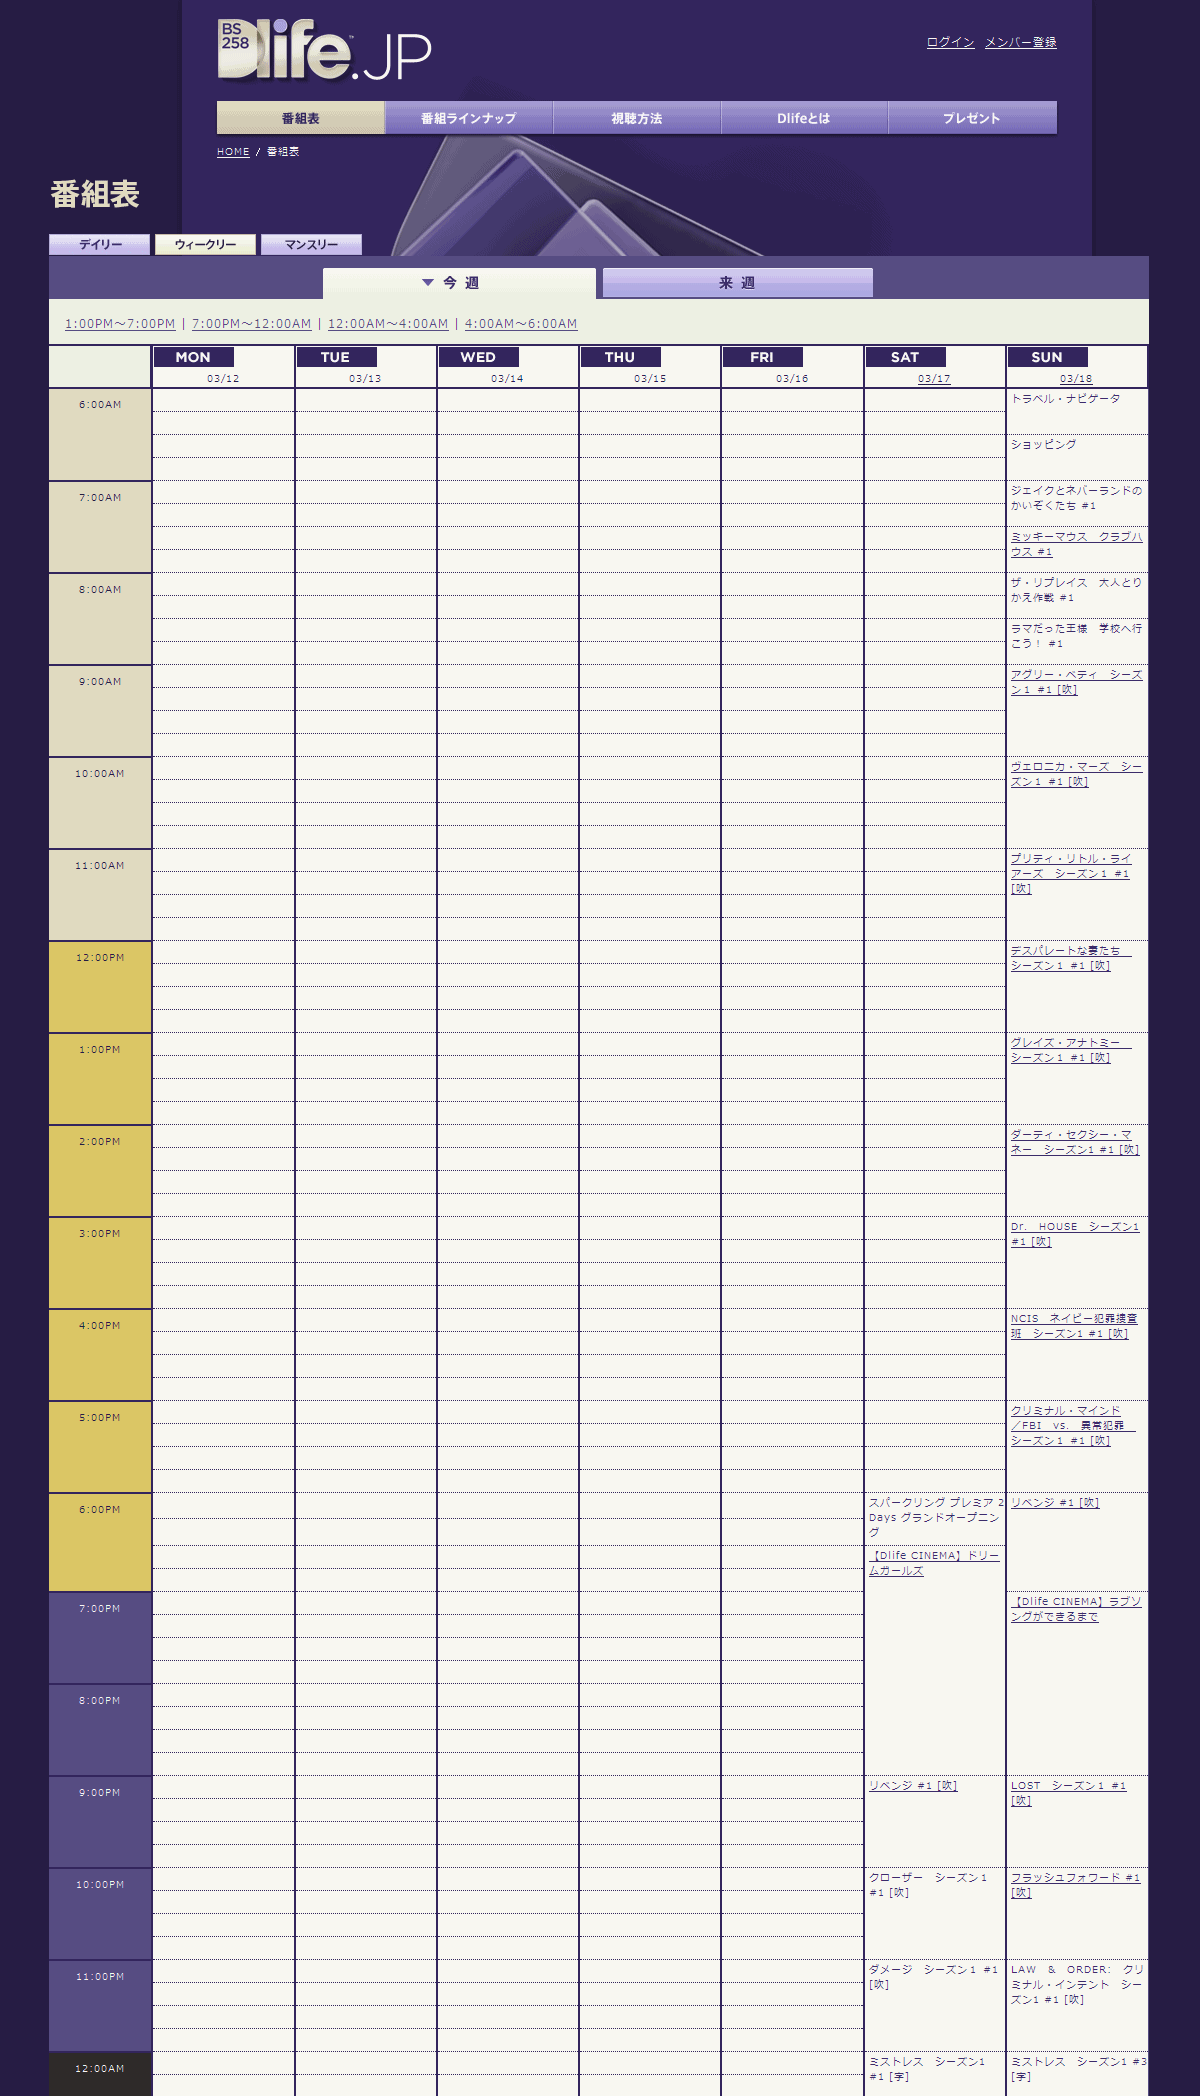 BS
258
Dlife.JP
ログイン メンバー登録
番組表 番組ラインナップ 視聴方法 Dlifeとは プレゼント
HOME / 番組表
番組表
デイリー ウィークリー マンスリー
▼ 今 週 来 週
1:00PM～7:00PM | 7:00PM～12:00AM | 12:00AM～4:00AM | 4:00AM～6:00AM
MON TUE WED THU FRI SAT SUN
03/12 03/13 03/14 03/15 03/16 03/17 03/18
6:00AM トラベル・ナビゲータ
ショッピング
7:00AM ジェイクとネバーランドの
かいぞくたち #1
ミッキーマウス　クラブハ
ウス #1
8:00AM ザ・リプレイス　大人とり
かえ作戦 #1
ラマだった王様　学校へ行
こう！ #1
9:00AM アグリー・ベティ　シーズ
ン１ #1 [吹]
10:00AM ヴェロニカ・マーズ　シー
ズン１ #1 [吹]
11:00AM プリティ・リトル・ライ
アーズ　シーズン１ #1
[吹]
12:00PM デスパレートな妻たち
シーズン１ #1 [吹]
1:00PM グレイズ・アナトミー
シーズン１ #1 [吹]
2:00PM ダーティ・セクシー・マ
ネー　シーズン1 #1 [吹]
3:00PM Dr.　HOUSE　シーズン1
#1 [吹]
4:00PM NCIS　ネイビー犯罪捜査
班　シーズン1 #1 [吹]
5:00PM クリミナル・マインド
／FBI　vs.　異常犯罪
シーズン１ #1 [吹]
6:00PM スパークリング プレミア 2
Days グランドオープニン
グ
リベンジ #1 [吹]
【Dlife CINEMA】ドリー
ムガールズ
7:00PM 【Dlife CINEMA】ラブソ
ングができるまで
8:00PM
9:00PM リベンジ #1 [吹]
LOST　シーズン１ #1
[吹]
10:00PM クローザー　シーズン１
#1 [吹]
フラッシュフォワード #1
[吹]
11:00PM ダメージ　シーズン１ #1
[吹]
LAW　&　ORDER:　クリ
ミナル・インテント　シー
ズン1 #1 [吹]
12:00AM ミストレス　シーズン1
#1 [字]
ミストレス　シーズン1 #3
[字]